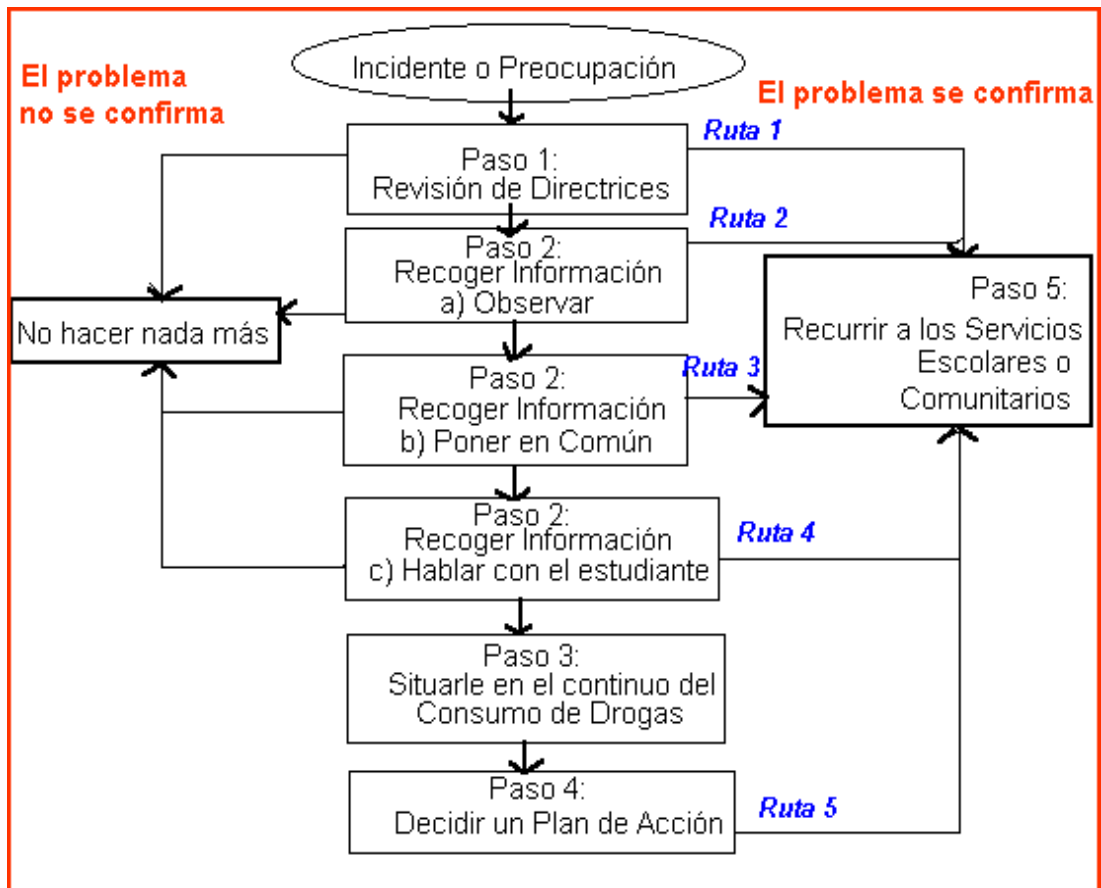 El problema
no se confirma
Incidente o Preocupación
El problema se confirma
Ruta 1
Paso 1:
Revisión de Directrices
Ruta 2
Paso 2:
Recoger Información
a) Observar
No hacer nada más
Paso 5:
Recurrir a los Servicios
Escolares o
Comunitarios
Ruta 3
Paso 2:
Recoger Información
b) Poner en Común
Paso 2:
Recoger Información
c) Hablar con el estudiante
Ruta 4
Paso 3:
Situarle en el continuo del
Consumo de Drogas
Paso 4:
Decidir un Plan de Acción
Ruta 5